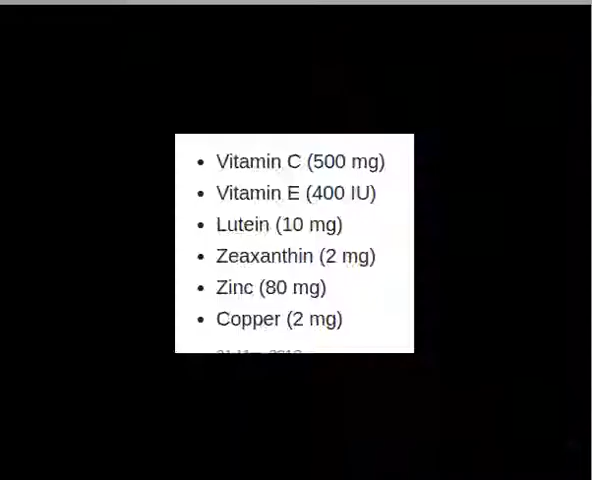 • Vitamin C (500 mg)
• Vitamin E (400 IU)
• Lutein (10 mg)
• Zeaxanthin (2 mg)
• Zinc (80 mg)
• Copper (2 mg)